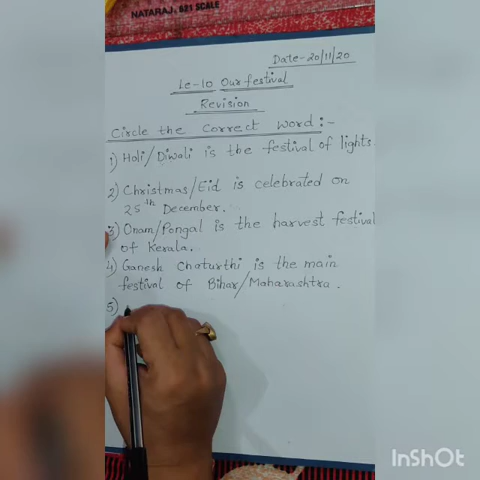 NATARAJ, 621 SCALE
Date-20/11/20
Le-10 Our festival
Revision
Circle the correct word:-
1) Holi/Diwali is the festival of lights.
2) Christmas/Eid is celebrated on
25th December.
3) Onam/Pongal is the harvest festival
of Kerala.
4) Ganesh Chaturthi is the main
festival of Bihar/Maharashtra.
5)
InShOt